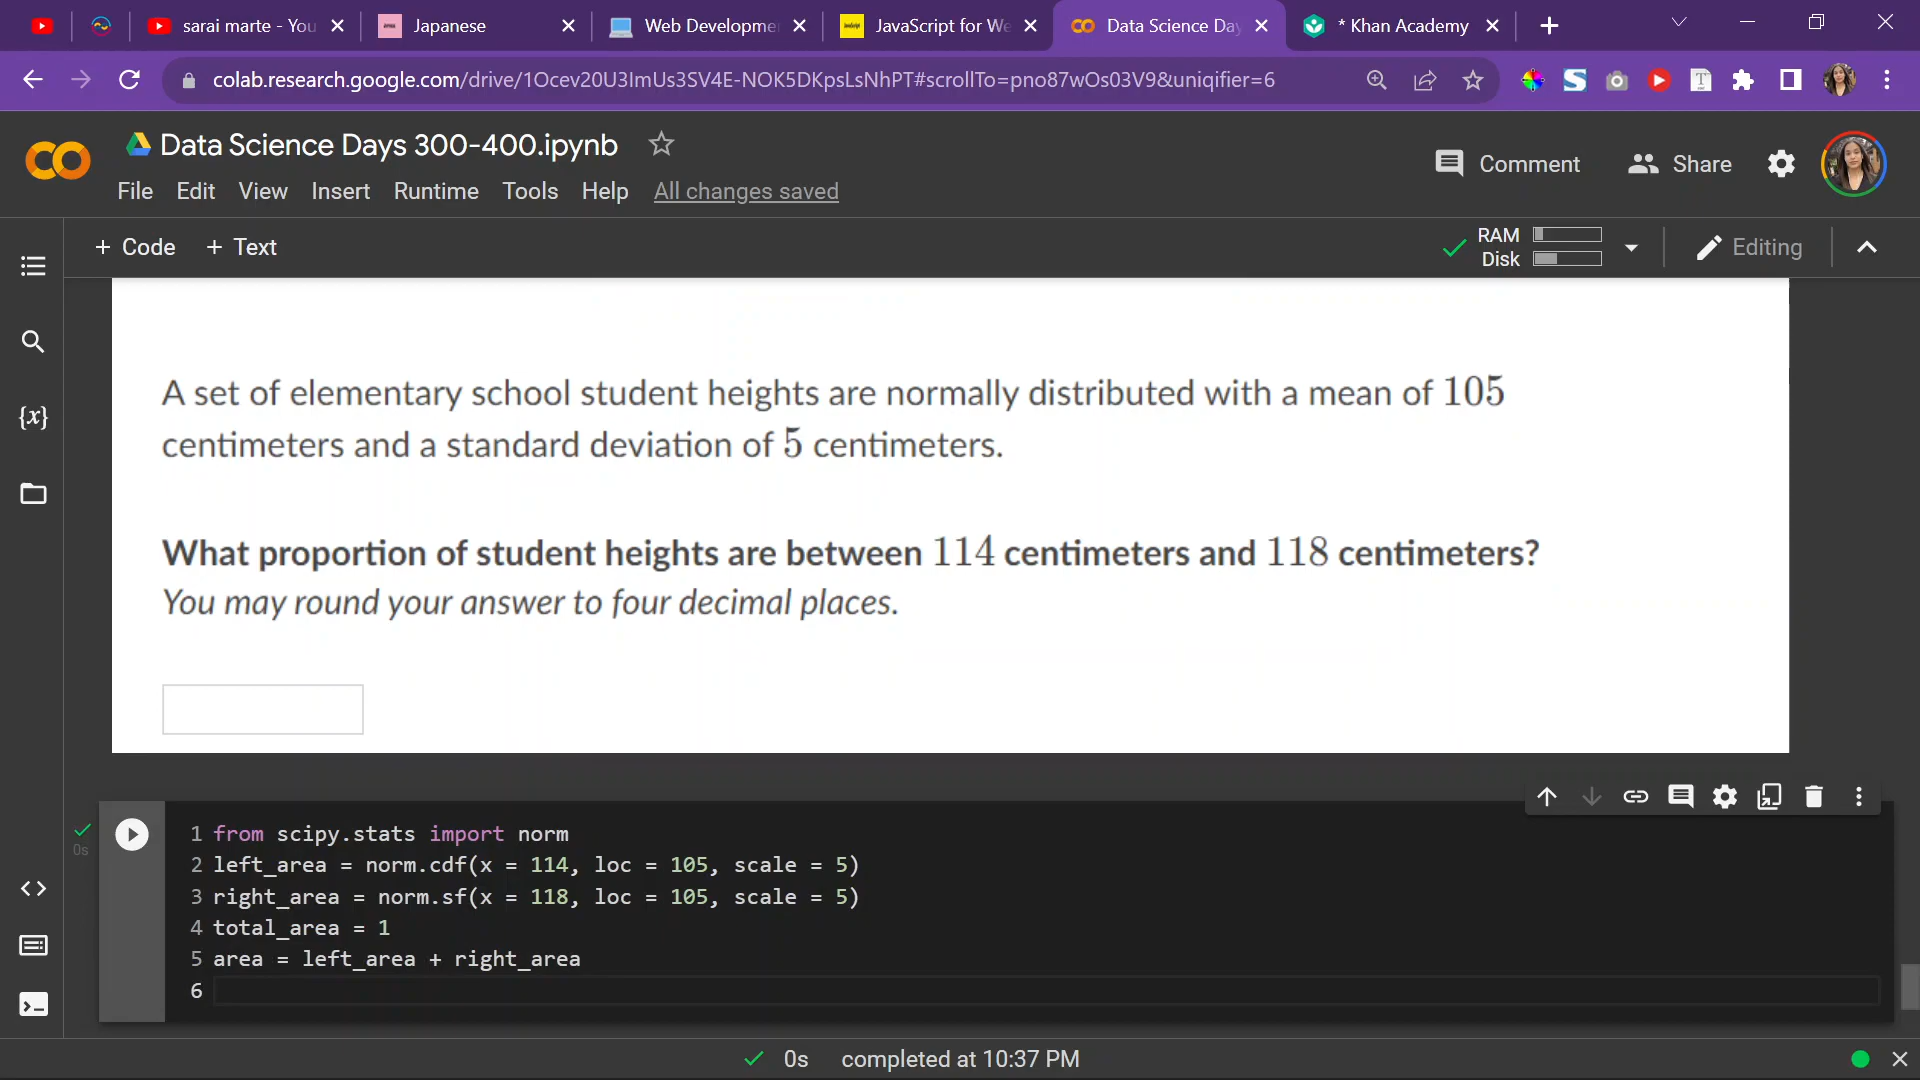 sarai marte - You
Japanese
Web Developme
JavaScript for We
Data Science Day
* Khan Academy
colab.research.google.com/drive/1Ocev20U3ImUs3SV4E-NOK5DKpsLsNhPT#scrollTo=pno87wOs03V9&uniqifier=6
Data Science Days 300-400.ipynb
Comment
Share
File Edit View Insert Runtime Tools Help All changes saved
+ Code + Text
RAM
Disk
Editing
A set of elementary school student heights are normally distributed with a mean of 105
centimeters and a standard deviation of 5 centimeters.
What proportion of student heights are between 114 centimeters and 118 centimeters?
You may round your answer to four decimal places.
{x}
0s
1 from scipy.stats import norm
2 left_area = norm.cdf(x = 114, loc = 105, scale = 5)
3 right_area = norm.sf(x = 118, loc = 105, scale = 5)
4 total_area = 1
5 area = left_area + right_area
6
0s completed at 10:37 PM